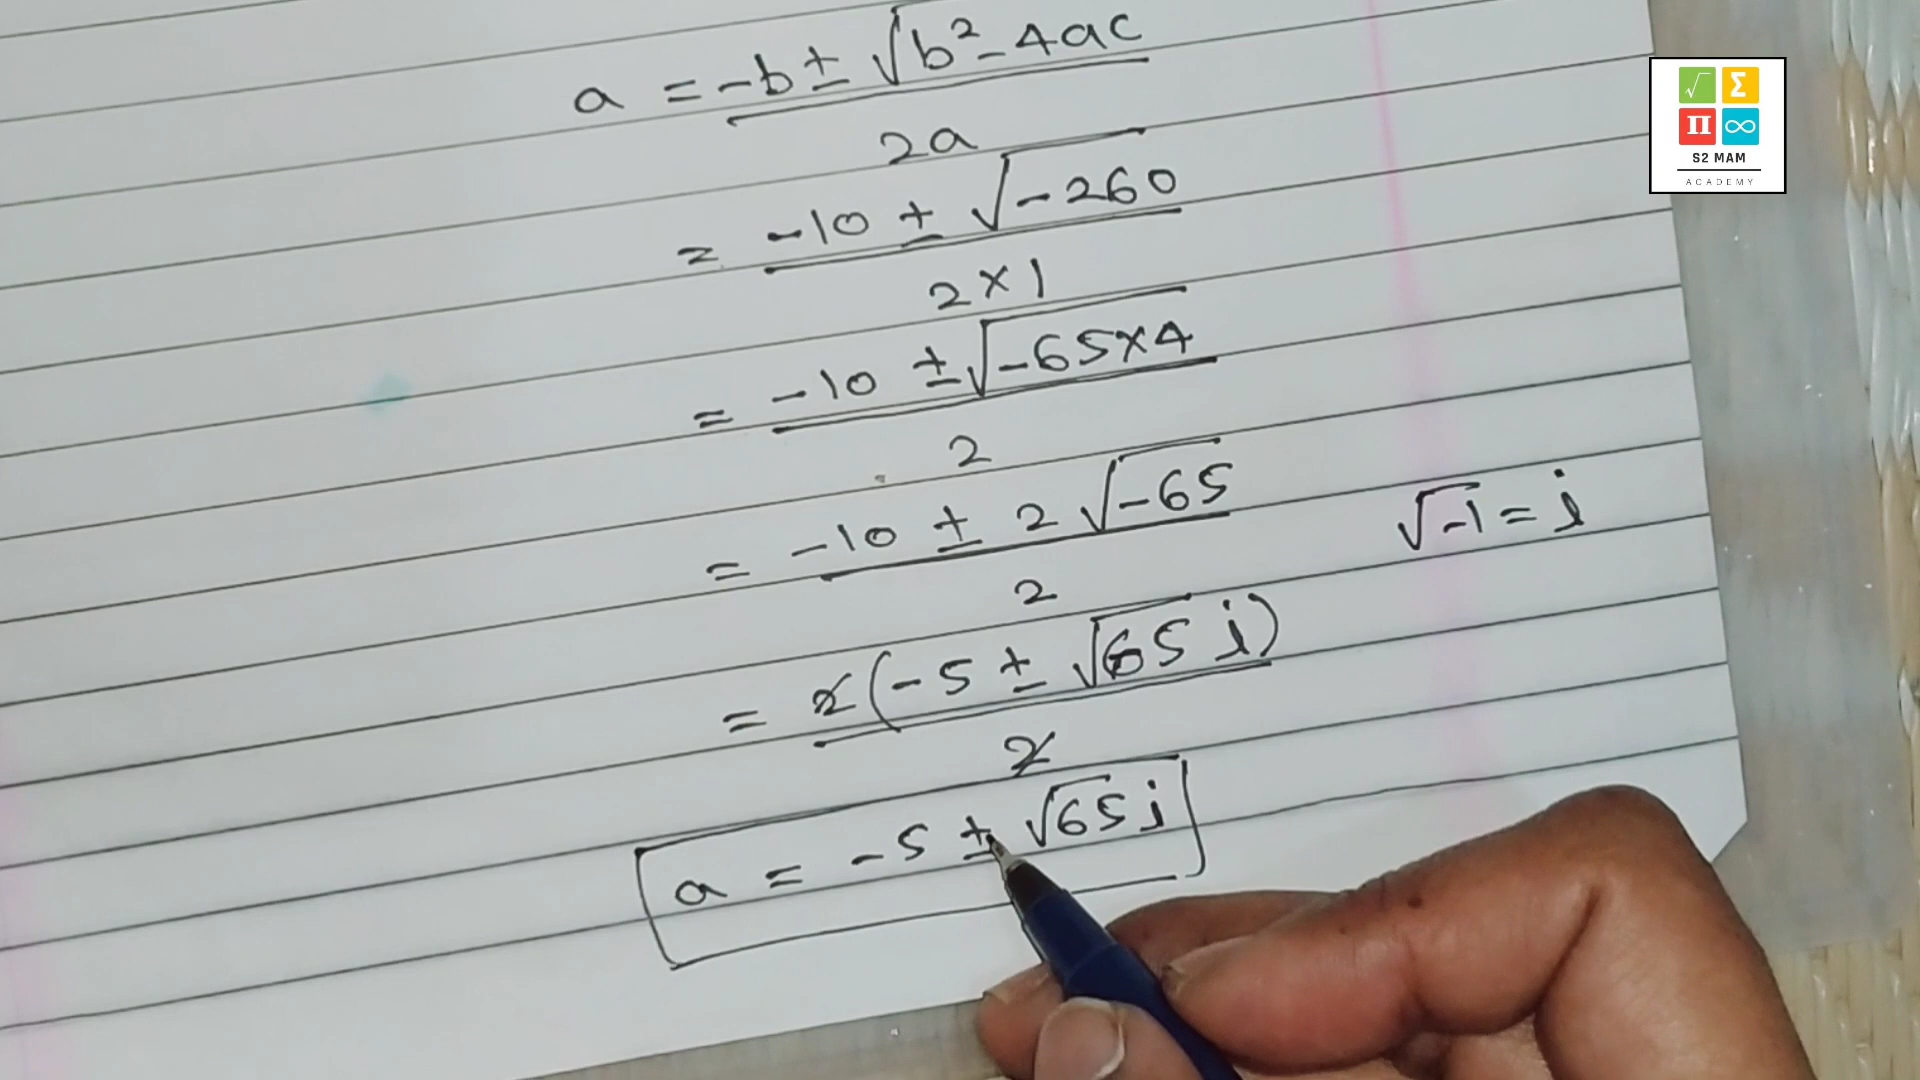 a = -b ± √b² - 4ac
2a
= -10 ± √-260
2 × 1
= -10 ± √-65×4
2
= -10 ± 2 √-65
2
√-1 = i
= 2(-5 ± √65 i)
2
a = -5 ± √65 i
√ Σ
π ∞
S2 MAM
ACADEMY